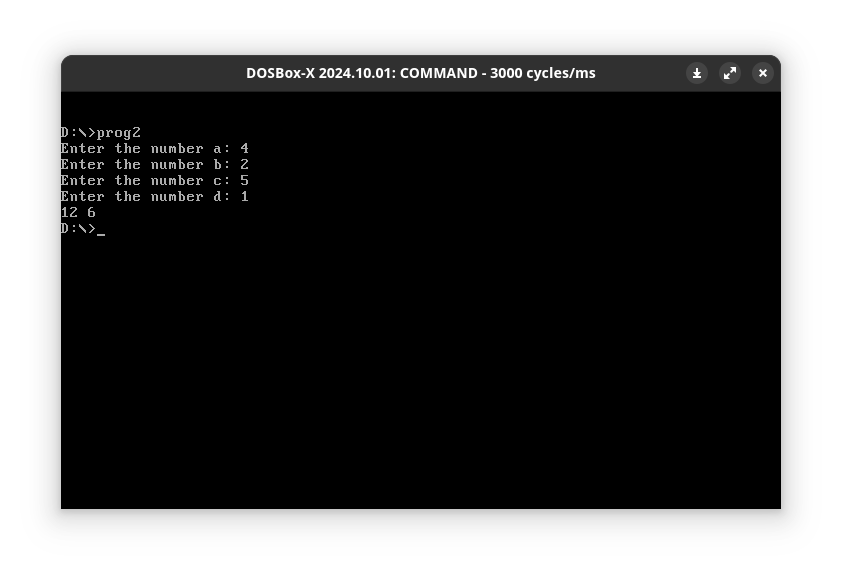 DOSBox-X 2024.10.01: COMMAND - 3000 cycles/ms
D:\>prog2
Enter the number a: 4
Enter the number b: 2
Enter the number c: 5
Enter the number d: 1
12 6
D:\>_